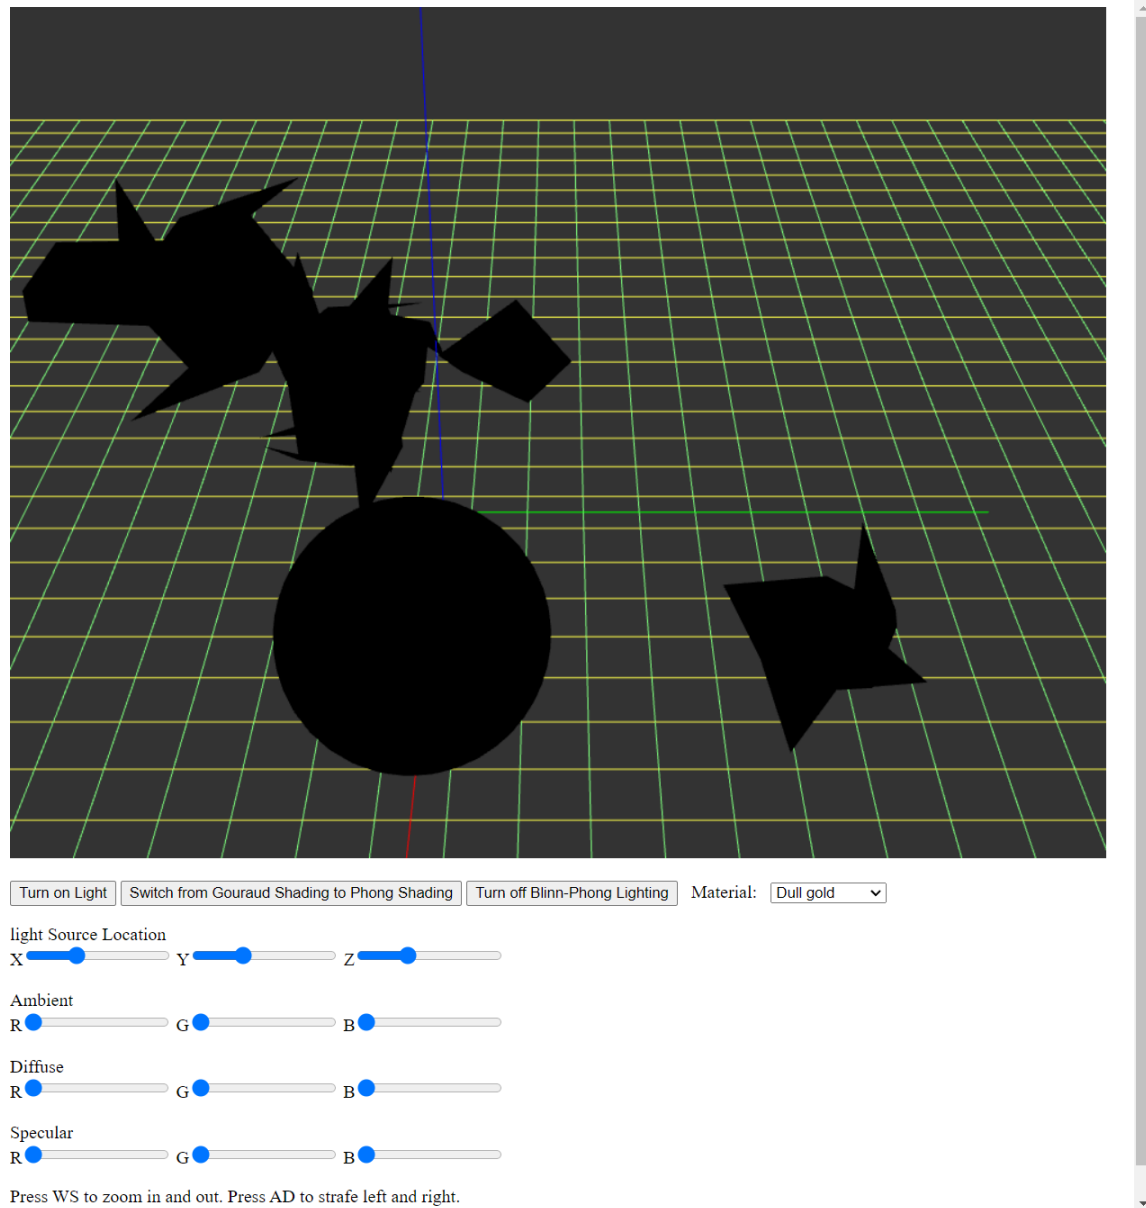 Turn on Light Switch from Gouraud Shading to Phong Shading Turn off Blinn-Phong Lighting Material: Dull gold
light Source Location
X Y Z
Ambient
R G B
Diffuse
R G B
Specular
R G B
Press WS to zoom in and out. Press AD to strafe left and right.